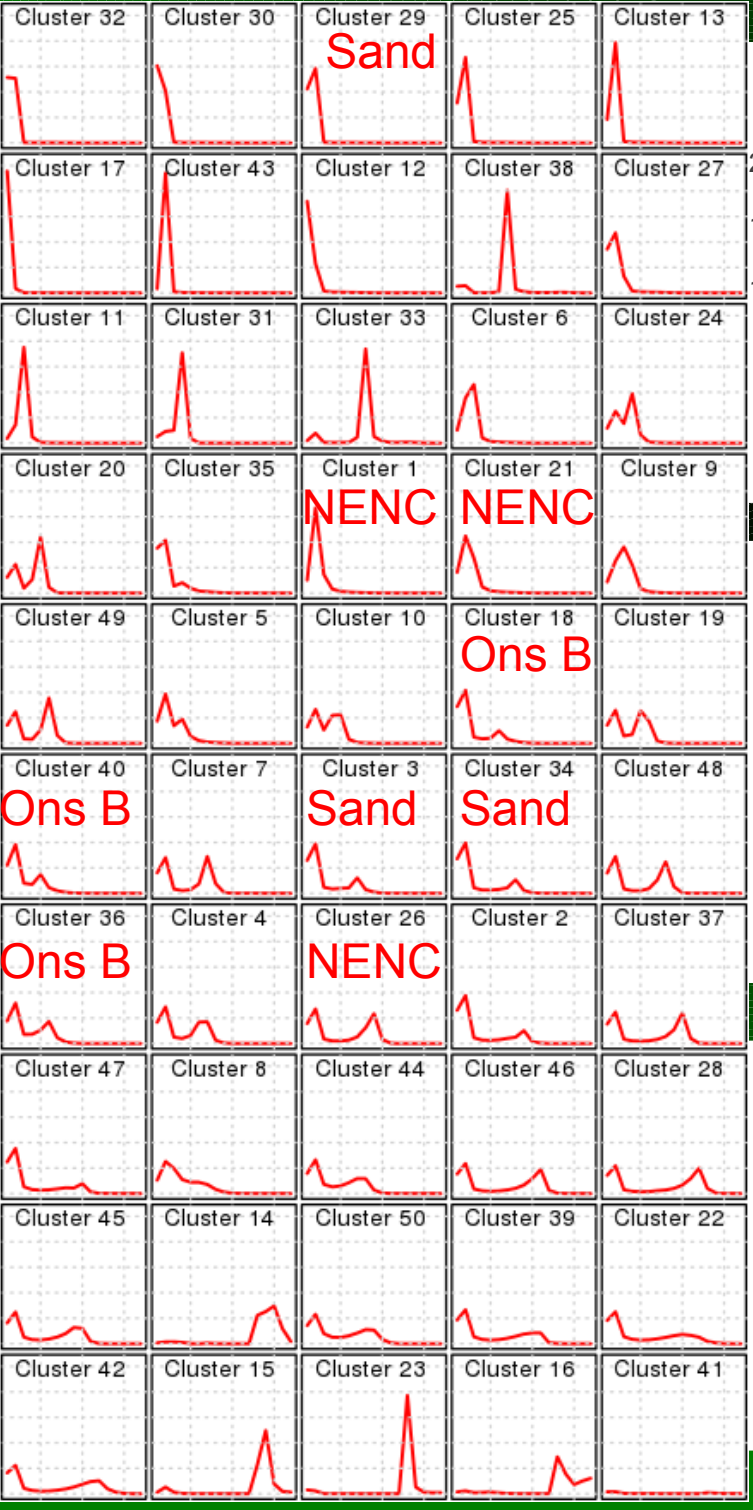 Cluster 32 Cluster 30 Cluster 29 Cluster 25 Cluster 13
Sand
Cluster 17 Cluster 43 Cluster 12 Cluster 38 Cluster 27
Cluster 11 Cluster 31 Cluster 33 Cluster 6 Cluster 24
Cluster 20 Cluster 35 Cluster 1 Cluster 21 Cluster 9
NENC NENC
Cluster 49 Cluster 5 Cluster 10 Cluster 18 Cluster 19
Ons B
Cluster 40 Cluster 7 Cluster 3 Cluster 34 Cluster 48
Ons B Sand Sand
Cluster 36 Cluster 4 Cluster 26 Cluster 2 Cluster 37
Ons B NENC
Cluster 47 Cluster 8 Cluster 44 Cluster 46 Cluster 28
Cluster 45 Cluster 14 Cluster 50 Cluster 39 Cluster 22
Cluster 42 Cluster 15 Cluster 23 Cluster 16 Cluster 41